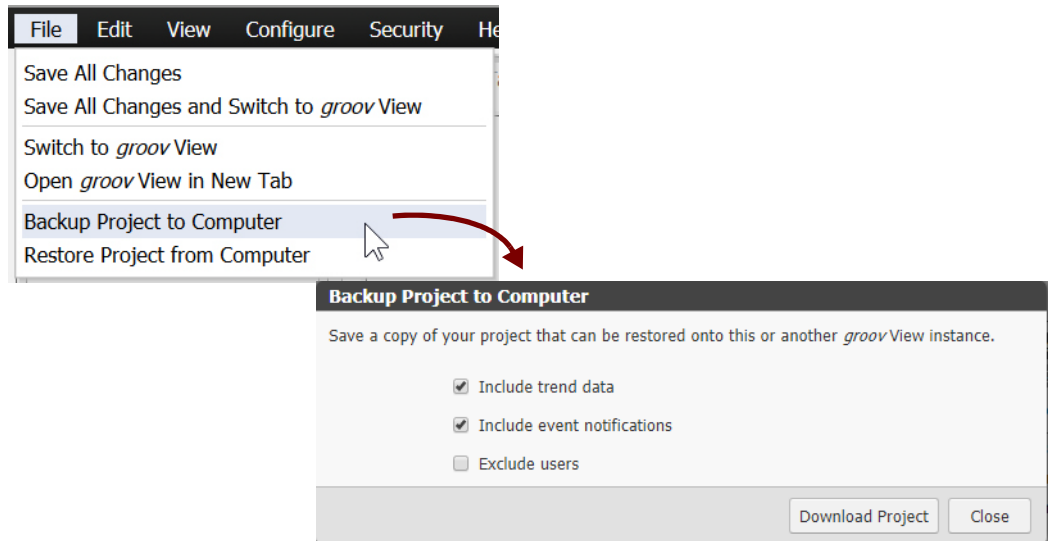 File Edit View Configure Security He
Save All Changes
Save All Changes and Switch to groov View
Switch to groov View
Open groov View in New Tab
Backup Project to Computer
Restore Project from Computer
Backup Project to Computer
Save a copy of your project that can be restored onto this or another groov View instance.
Include trend data
Include event notifications
Exclude users
Download Project Close